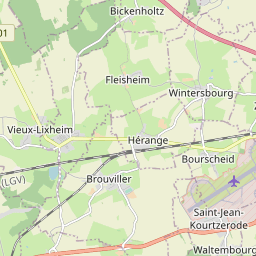 Bickenholtz
01
Fleisheim
Wintersbourg
Vieux-Lixheim
Hérange
Bourscheid
(LGV)
Brouviller
Saint-Jean-
Kourtzerode
Waltembourg